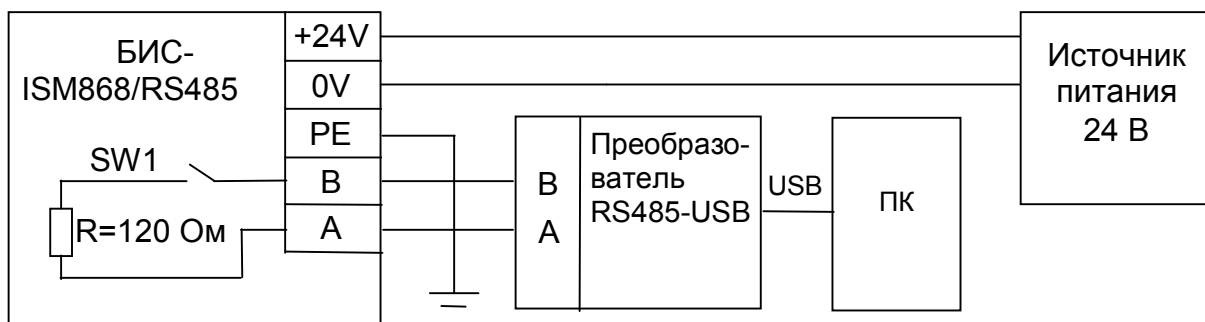 БИС-
ISM868/RS485
SW1
R=120 Ом
+24V
0V
PE
B
A
B
A
Преобразо-
ватель
RS485-USB
USB
ПК
Источник
питания
24 В